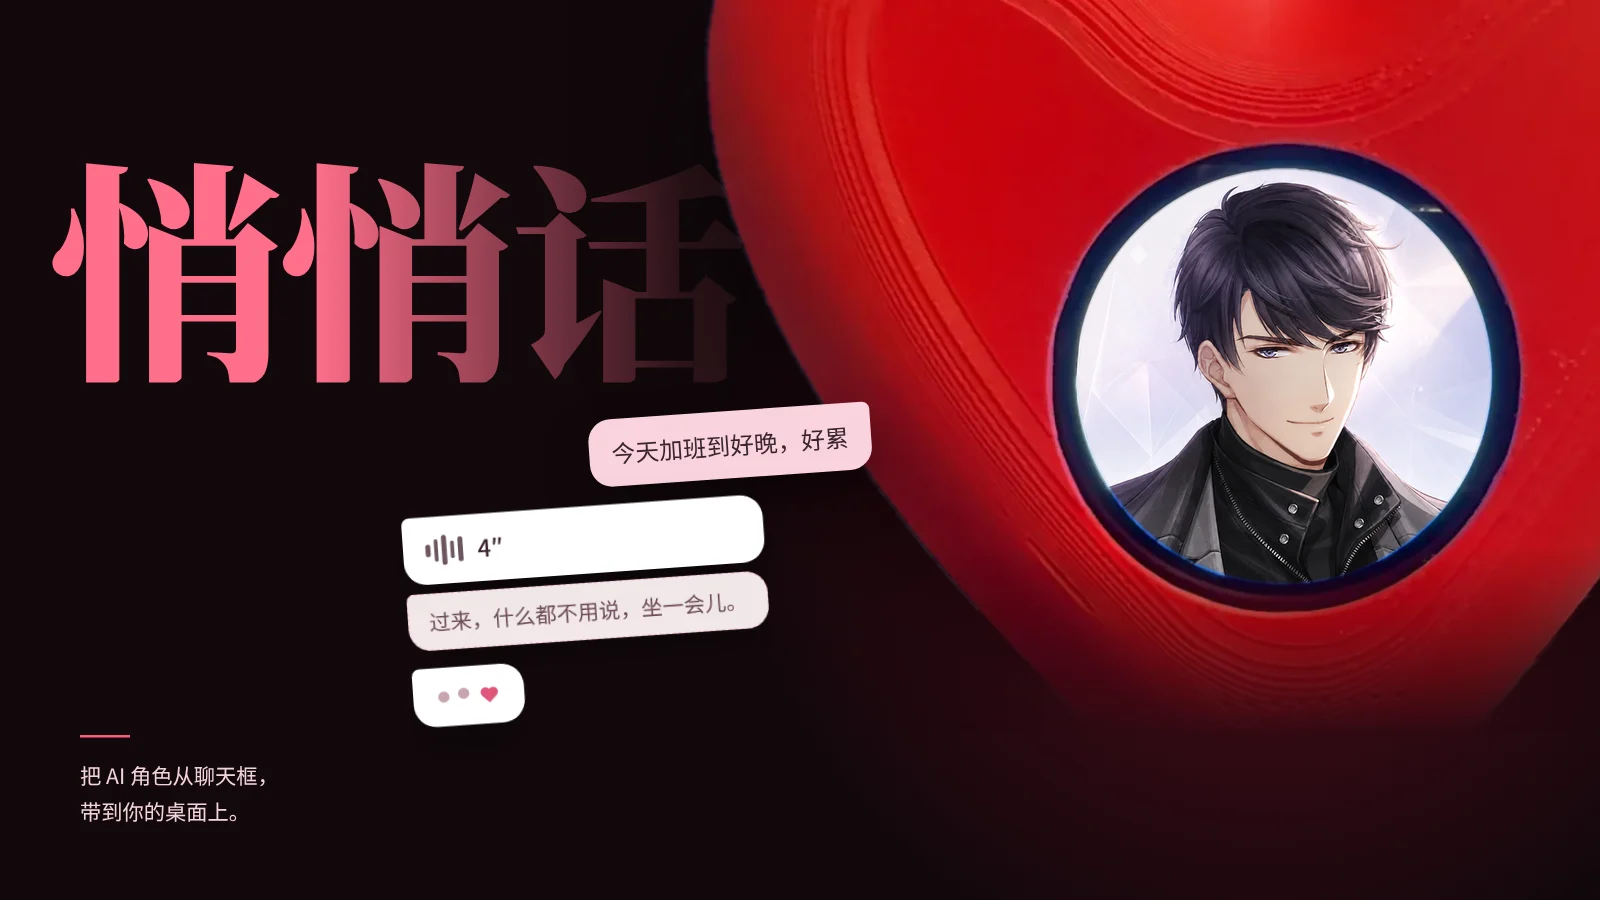 悄悄话
今天加班到好晚，好累
4″
过来，什么都不用说，坐一会儿。
把 AI 角色从聊天框，
带到你的桌面上。